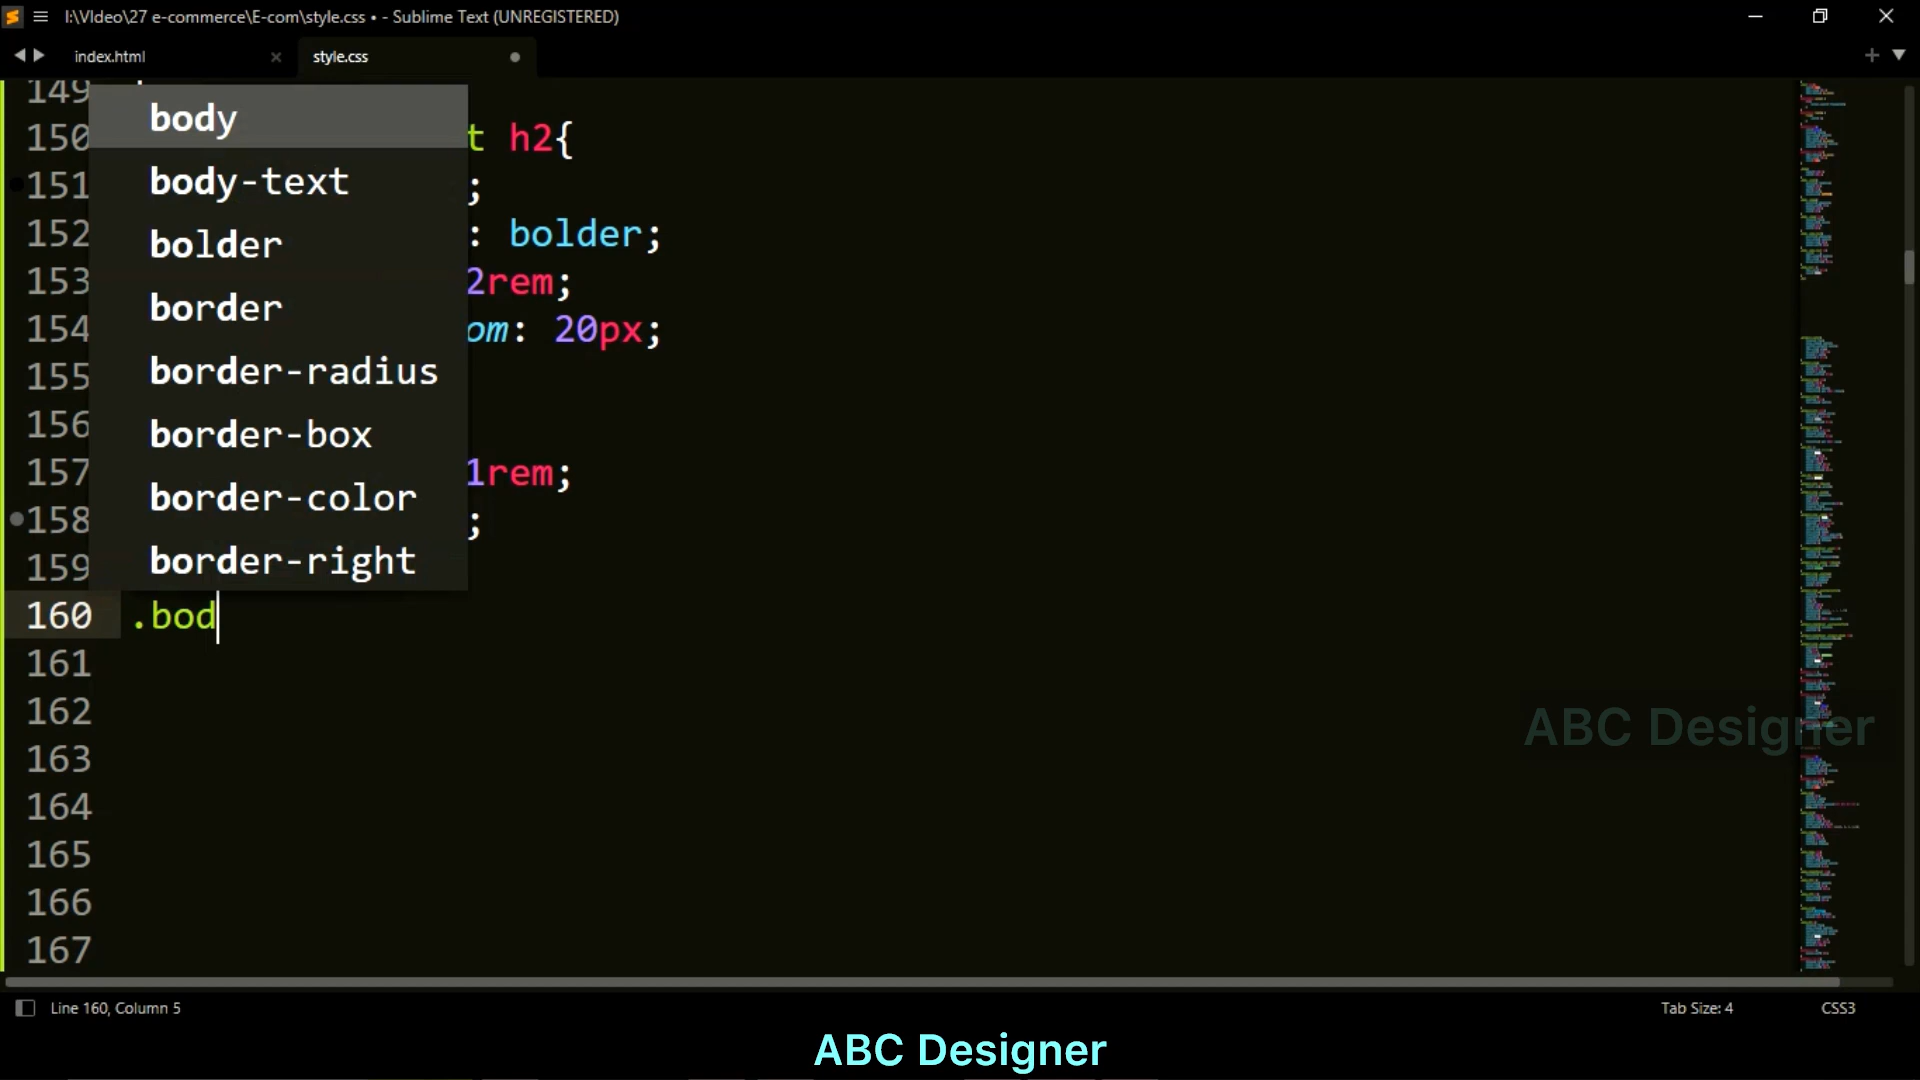 I:\VIdeo\27 e-commerce\E-com\style.css • - Sublime Text (UNREGISTERED)
index.html
style.css
149
150 t h2{
151 ;
152 : bolder;
153 2rem;
154 om: 20px;
155
156
157 1rem;
158 ;
159
160 .bod
161
162
163
164
165
166
167
body
body-text
bolder
border
border-radius
border-box
border-color
border-right
ABC Designer
Line 160, Column 5
Tab Size: 4
CSS3
ABC Designer